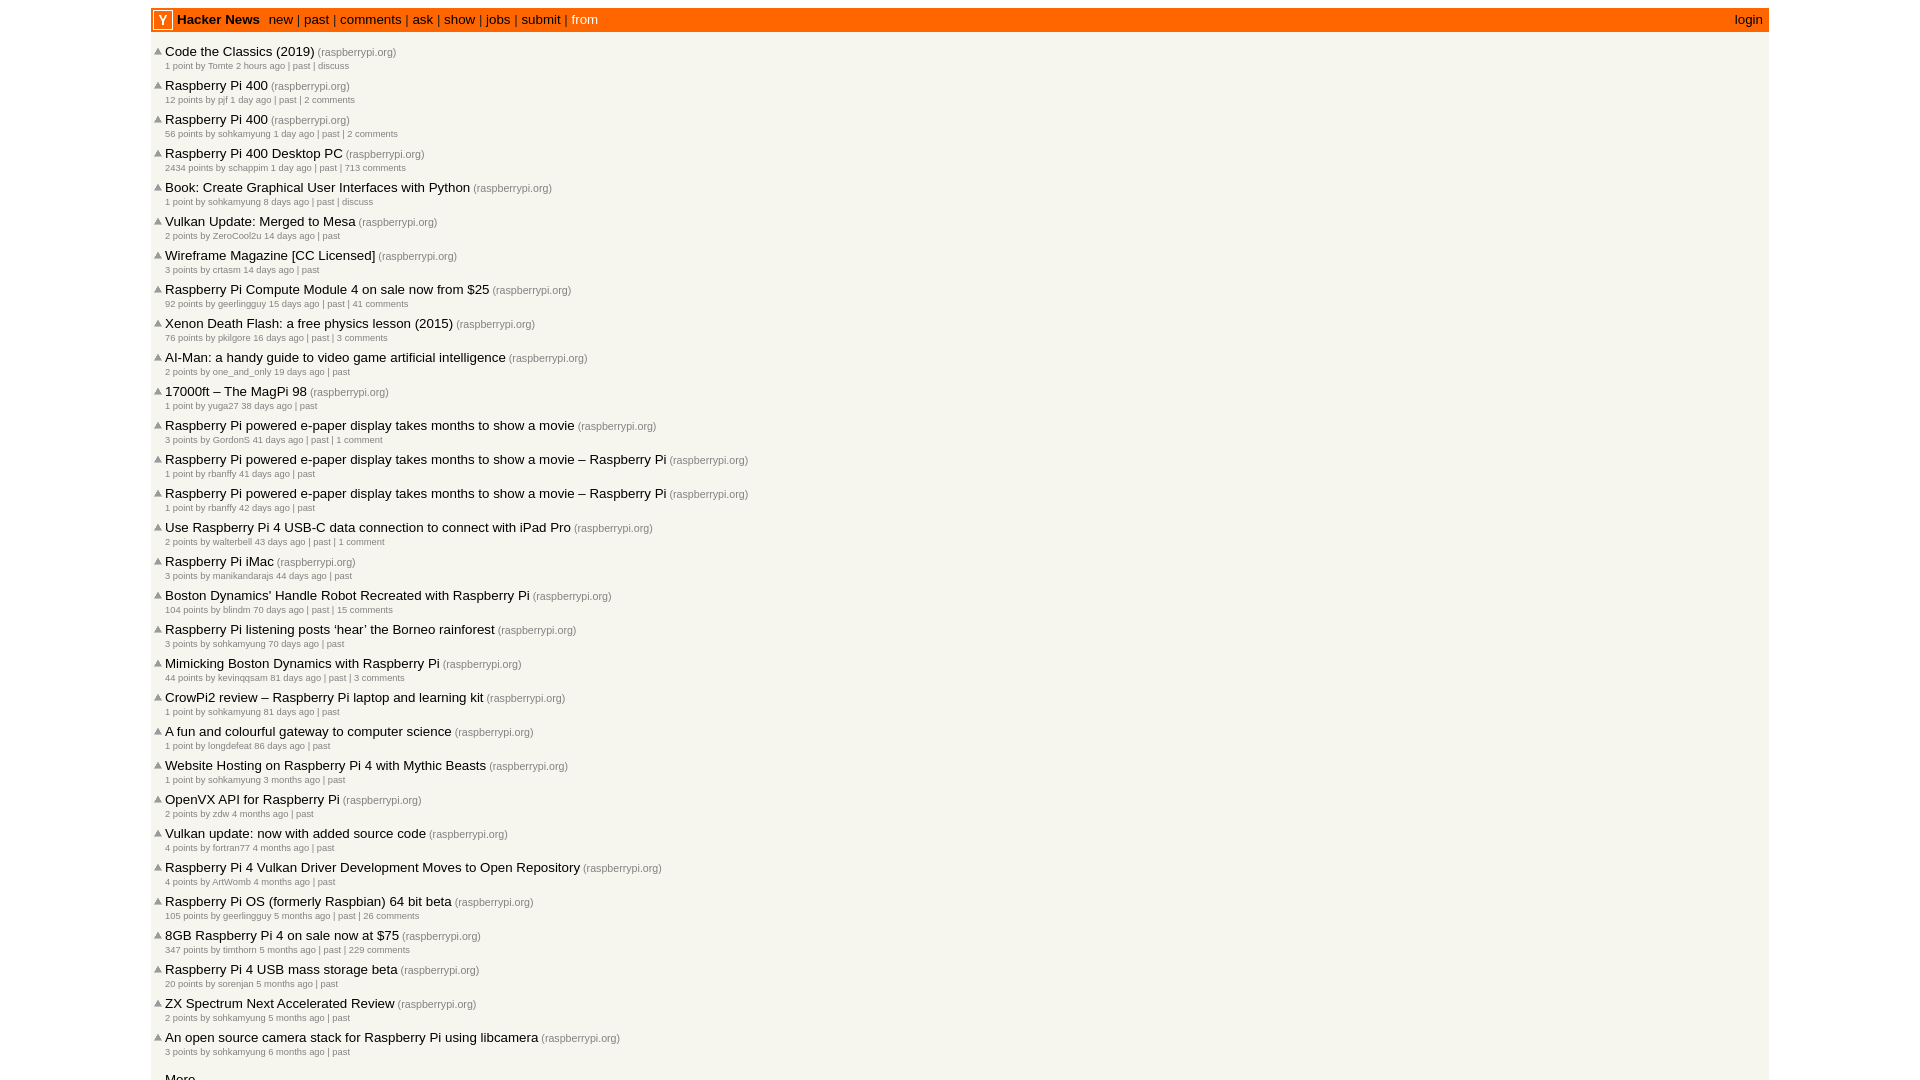 Y Hacker News new | past | comments | ask | show | jobs | submit | from login
Code the Classics (2019) (raspberrypi.org)
1 point by Tomte 2 hours ago | past | discuss
Raspberry Pi 400 (raspberrypi.org)
12 points by pjf 1 day ago | past | 2 comments
Raspberry Pi 400 (raspberrypi.org)
56 points by sohkamyung 1 day ago | past | 2 comments
Raspberry Pi 400 Desktop PC (raspberrypi.org)
2434 points by schappim 1 day ago | past | 713 comments
Book: Create Graphical User Interfaces with Python (raspberrypi.org)
1 point by sohkamyung 8 days ago | past | discuss
Vulkan Update: Merged to Mesa (raspberrypi.org)
2 points by ZeroCool2u 14 days ago | past
Wireframe Magazine [CC Licensed] (raspberrypi.org)
3 points by crtasm 14 days ago | past
Raspberry Pi Compute Module 4 on sale now from $25 (raspberrypi.org)
92 points by geerlingguy 15 days ago | past | 41 comments
Xenon Death Flash: a free physics lesson (2015) (raspberrypi.org)
76 points by pkilgore 16 days ago | past | 3 comments
AI-Man: a handy guide to video game artificial intelligence (raspberrypi.org)
2 points by one_and_only 19 days ago | past
17000ft – The MagPi 98 (raspberrypi.org)
1 point by yuga27 38 days ago | past
Raspberry Pi powered e-paper display takes months to show a movie (raspberrypi.org)
3 points by GordonS 41 days ago | past | 1 comment
Raspberry Pi powered e-paper display takes months to show a movie – Raspberry Pi (raspberrypi.org)
1 point by rbanffy 41 days ago | past
Raspberry Pi powered e-paper display takes months to show a movie – Raspberry Pi (raspberrypi.org)
1 point by rbanffy 42 days ago | past
Use Raspberry Pi 4 USB-C data connection to connect with iPad Pro (raspberrypi.org)
2 points by walterbell 43 days ago | past | 1 comment
Raspberry Pi iMac (raspberrypi.org)
3 points by manikandarajs 44 days ago | past
Boston Dynamics' Handle Robot Recreated with Raspberry Pi (raspberrypi.org)
104 points by blindm 70 days ago | past | 15 comments
Raspberry Pi listening posts ‘hear’ the Borneo rainforest (raspberrypi.org)
3 points by sohkamyung 70 days ago | past
Mimicking Boston Dynamics with Raspberry Pi (raspberrypi.org)
44 points by kevinqqsam 81 days ago | past | 3 comments
CrowPi2 review – Raspberry Pi laptop and learning kit (raspberrypi.org)
1 point by sohkamyung 81 days ago | past
A fun and colourful gateway to computer science (raspberrypi.org)
1 point by longdefeat 86 days ago | past
Website Hosting on Raspberry Pi 4 with Mythic Beasts (raspberrypi.org)
1 point by sohkamyung 3 months ago | past
OpenVX API for Raspberry Pi (raspberrypi.org)
2 points by zdw 4 months ago | past
Vulkan update: now with added source code (raspberrypi.org)
4 points by fortran77 4 months ago | past
Raspberry Pi 4 Vulkan Driver Development Moves to Open Repository (raspberrypi.org)
4 points by ArtWomb 4 months ago | past
Raspberry Pi OS (formerly Raspbian) 64 bit beta (raspberrypi.org)
105 points by geerlingguy 5 months ago | past | 26 comments
8GB Raspberry Pi 4 on sale now at $75 (raspberrypi.org)
347 points by timthorn 5 months ago | past | 229 comments
Raspberry Pi 4 USB mass storage beta (raspberrypi.org)
20 points by sorenjan 5 months ago | past
ZX Spectrum Next Accelerated Review (raspberrypi.org)
2 points by sohkamyung 5 months ago | past
An open source camera stack for Raspberry Pi using libcamera (raspberrypi.org)
3 points by sohkamyung 6 months ago | past
More